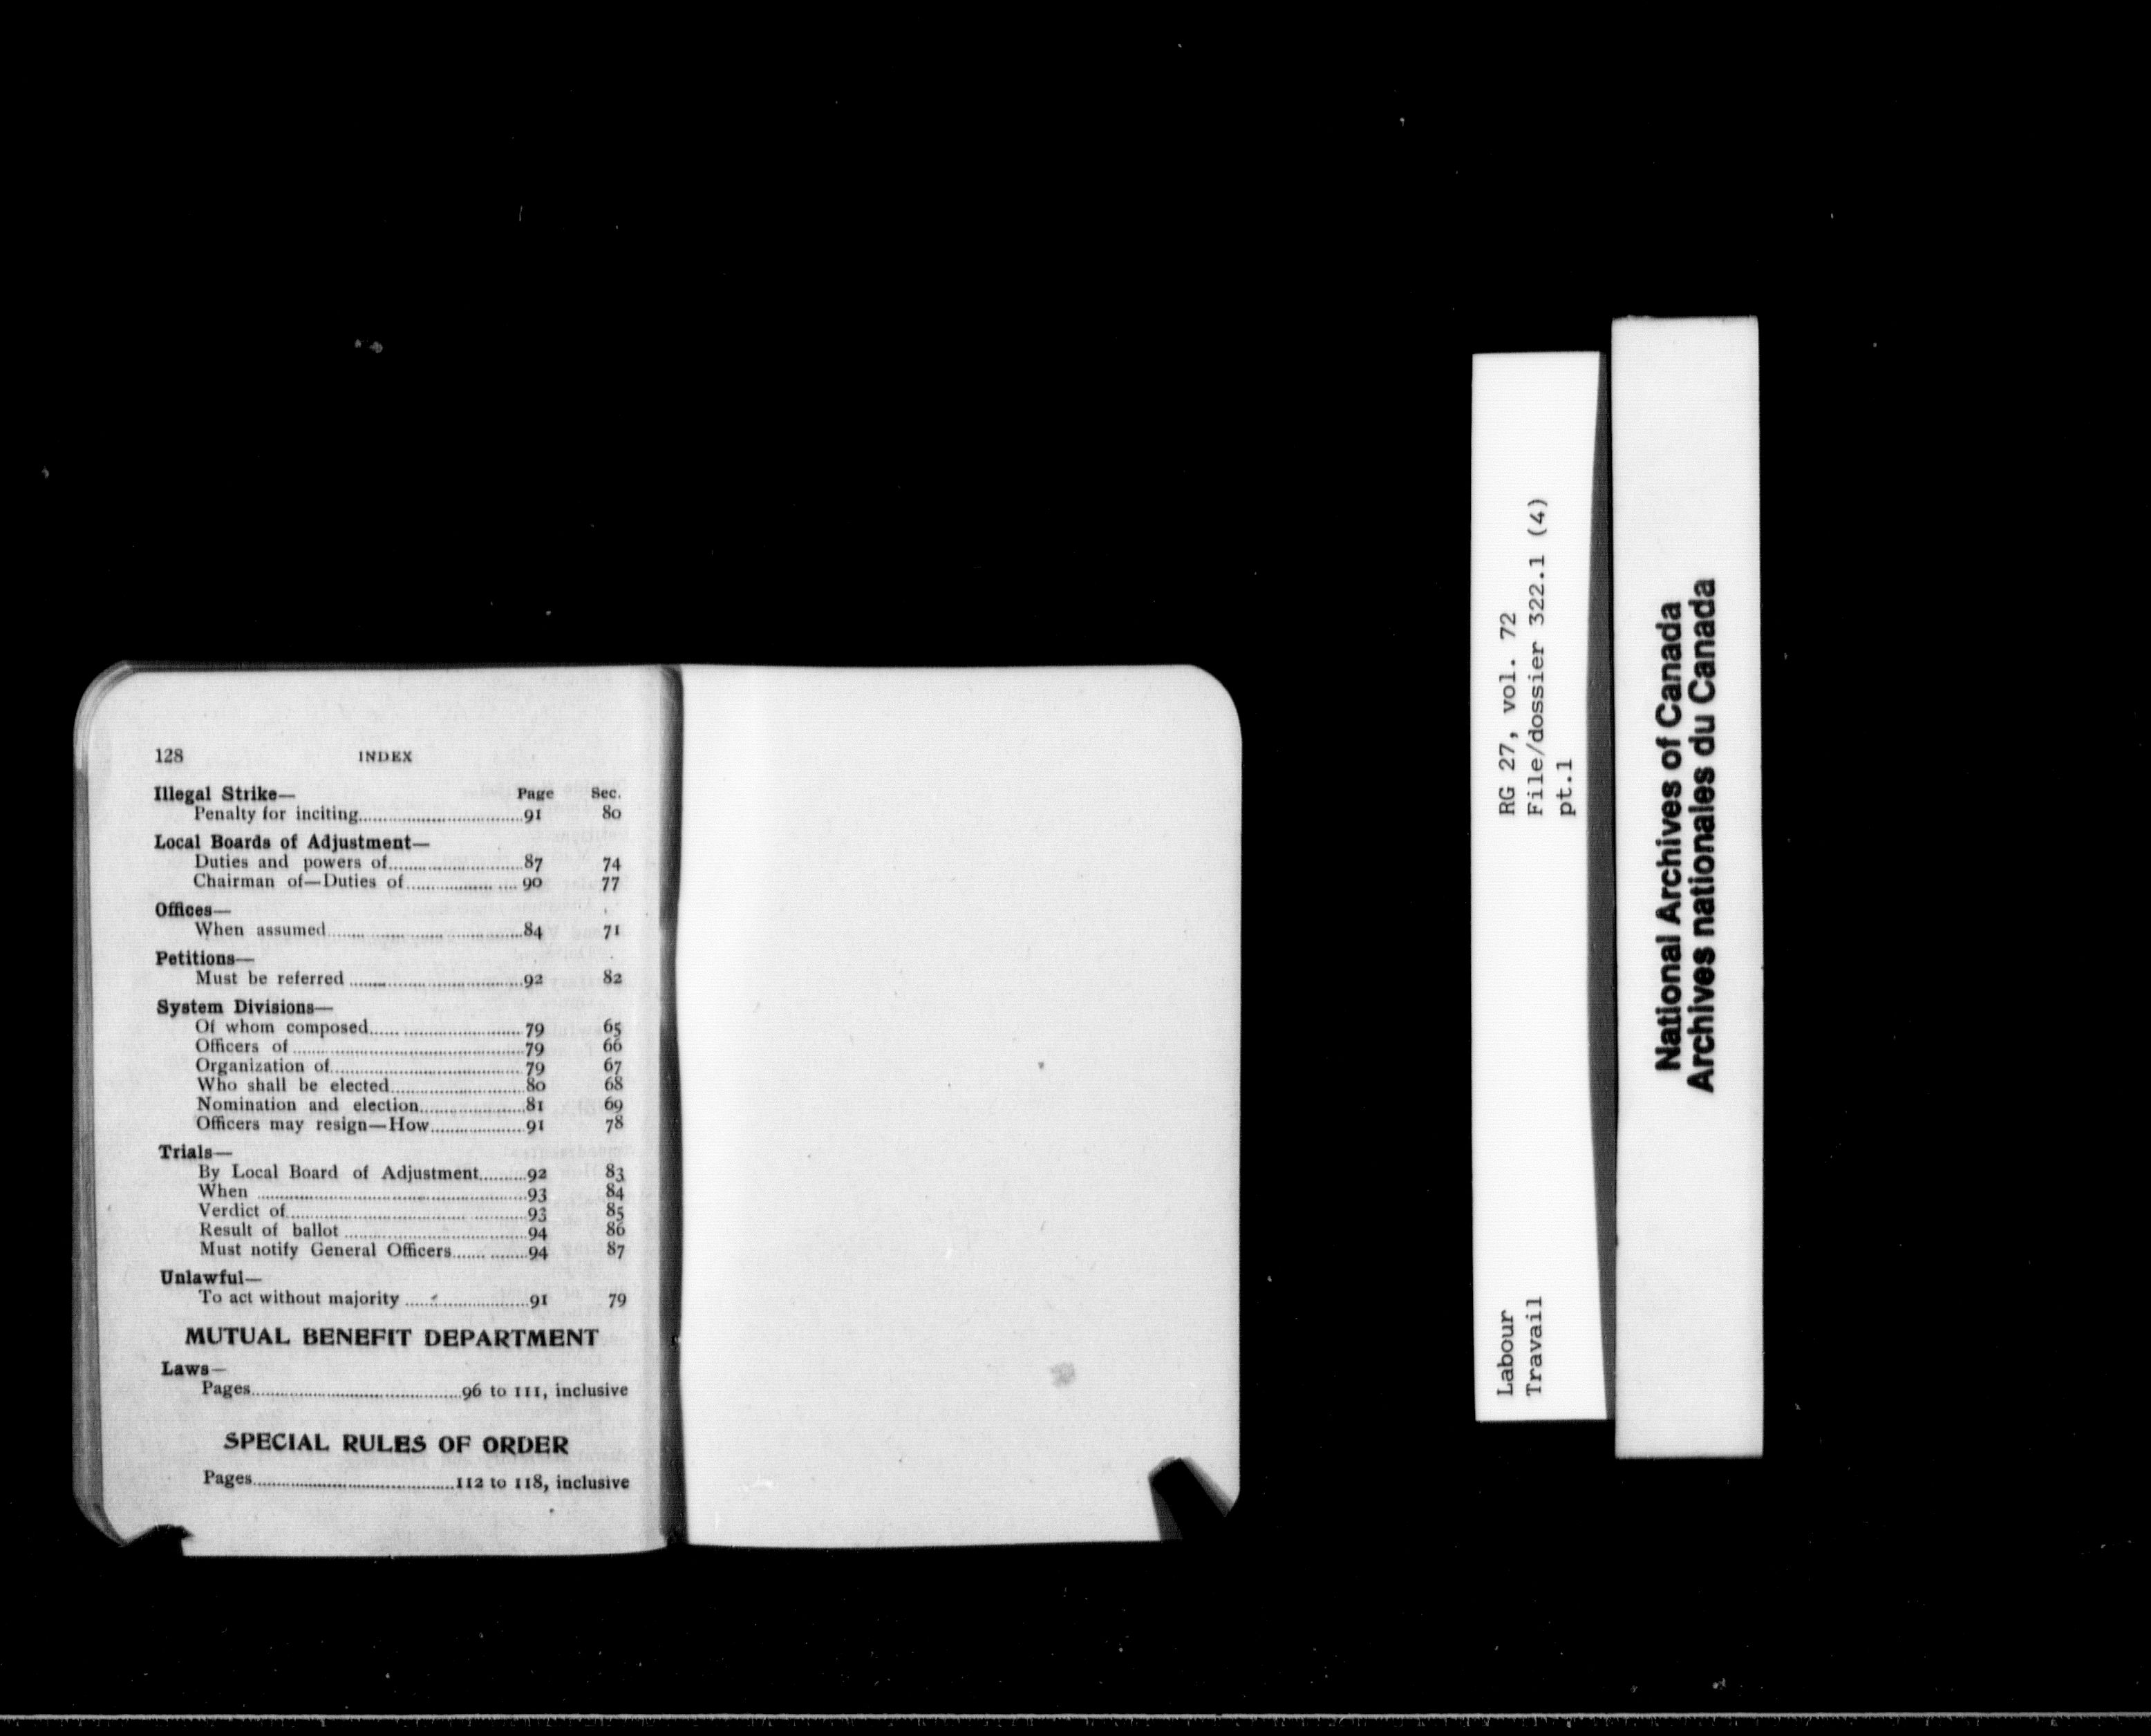 128 INDEX
Illegal Strike— Page Sec.
Penalty for inciting................................91 80
Local Boards of Adjustment—
Duties and powers of..........................87 74
Chairman of—Duties of......................90 77
Offices—
When assumed......................................84 71
Petitions—
Must be referred..................................92 82
System Divisions—
Of whom composed..............................79 65
Officers of.............................................79 66
Organization of.....................................79 67
Who shall be elected..........................80 68
Nomination and election....................81 69
Officers may resign—How..................91 78
Trials—
By Local Board of Adjustment..........92 83
When.....................................................93 84
Verdict of...............................................93 85
Result of ballot....................................94 86
Must notify General Officers..............94 87
Unlawful—
To act without majority........................91 79
MUTUAL BENEFIT DEPARTMENT
Laws—
Pages.........................................96 to 111, inclusive
SPECIAL RULES OF ORDER
Pages.......................................112 to 118, inclusive
Labour
Travail
RG 27, vol. 72
File/dossier 322.1 (4)
pt.1
National Archives of Canada
Archives nationales du Canada